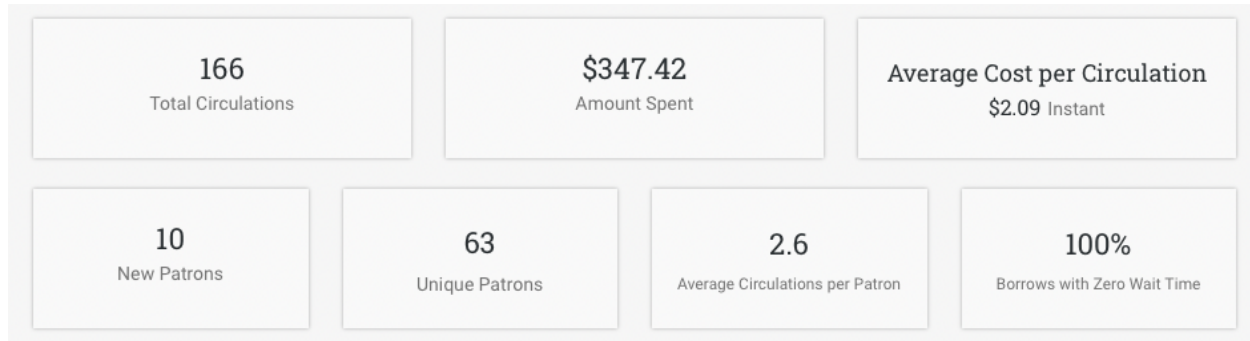 166
Total Circulations
$347.42
Amount Spent
Average Cost per Circulation
$2.09 Instant
10
New Patrons
63
Unique Patrons
2.6
Average Circulations per Patron
100%
Borrows with Zero Wait Time